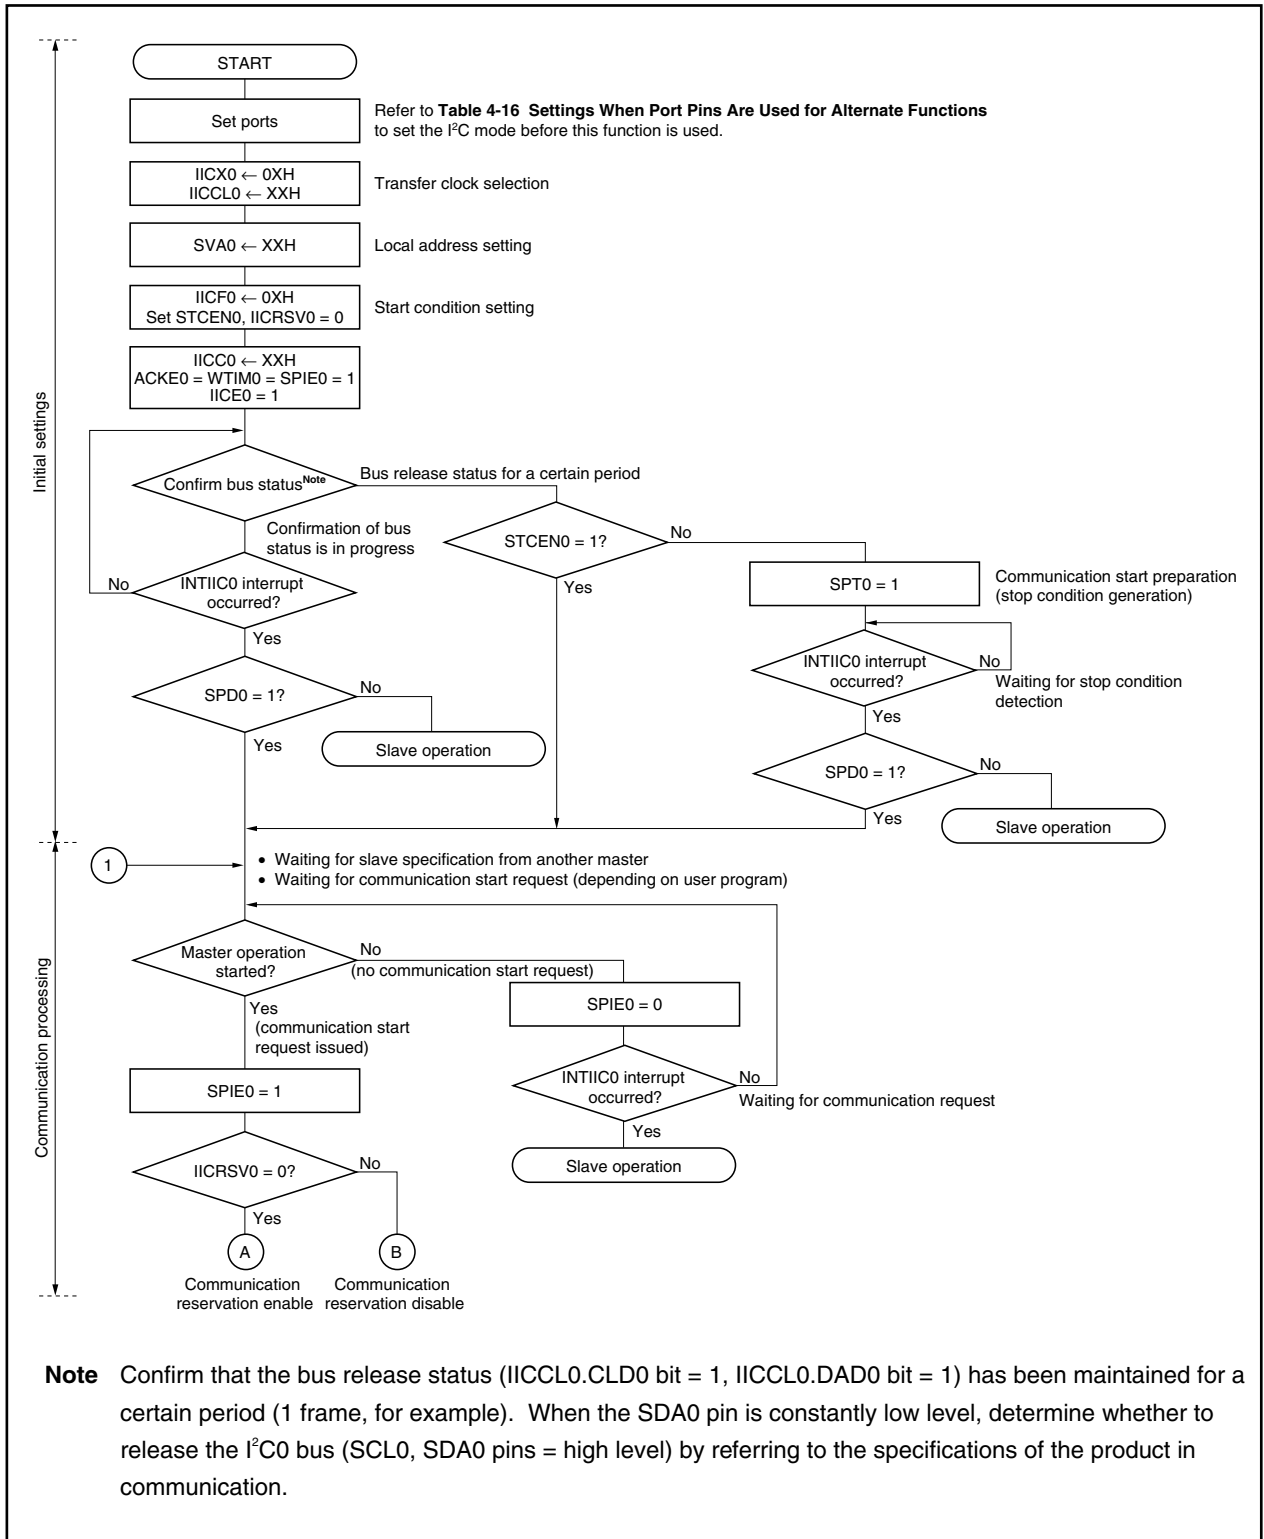 START
Set ports
Refer to Table 4-16 Settings When Port Pins Are Used for Alternate Functions
to set the I²C mode before this function is used.
IICX0 ← 0XH
IICCL0 ← XXH
Transfer clock selection
SVA0 ← XXH
Local address setting
IICF0 ← 0XH
Set STCEN0, IICRSV0 = 0
Start condition setting
IICC0 ← XXH
ACKE0 = WTIM0 = SPIE0 = 1
IICE0 = 1
Initial settings
Confirm bus statusNote
Bus release status for a certain period
Confirmation of bus
status is in progress
STCEN0 = 1?
No
Yes
INTIIC0 interrupt
occurred?
No
Yes
SPT0 = 1
Communication start preparation
(stop condition generation)
INTIIC0 interrupt
occurred?
No
Waiting for stop condition
detection
Yes
SPD0 = 1?
No
Yes
Slave operation
SPD0 = 1?
No
Yes
Slave operation
1
• Waiting for slave specification from another master
• Waiting for communication start request (depending on user program)
Communication processing
Master operation
started?
No
(no communication start request)
Yes
(communication start
request issued)
SPIE0 = 0
INTIIC0 interrupt
occurred?
No
Waiting for communication request
Yes
Slave operation
SPIE0 = 1
IICRSV0 = 0?
No
Yes
A
B
Communication
reservation enable
Communication
reservation disable
Note Confirm that the bus release status (IICCL0.CLD0 bit = 1, IICCL0.DAD0 bit = 1) has been maintained for a
certain period (1 frame, for example). When the SDA0 pin is constantly low level, determine whether to
release the I²C0 bus (SCL0, SDA0 pins = high level) by referring to the specifications of the product in
communication.